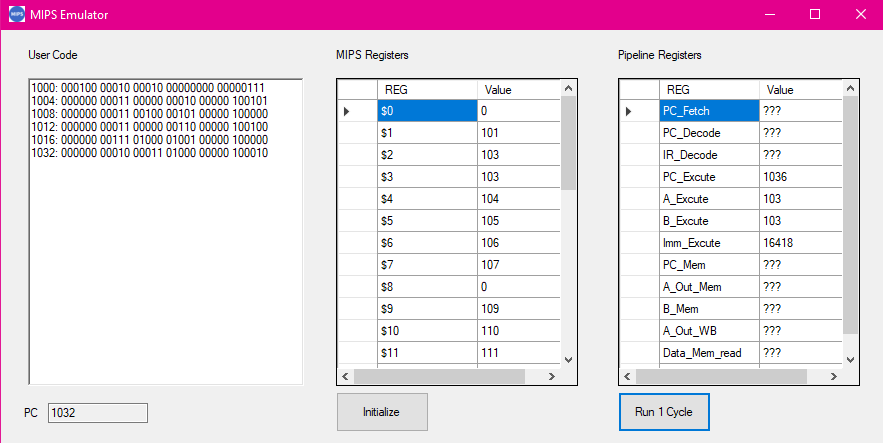 MIPS MIPS Emulator
User Code
1000: 000100 00010 00010 00000000 00000111
1004: 000000 00011 00000 00010 00000 100101
1008: 000000 00011 00100 00101 00000 100000
1012: 000000 00011 00000 00110 00000 100100
1016: 000000 00111 01000 01001 00000 100000
1032: 000000 00010 00011 01000 00000 100010
PC 1032
MIPS Registers
REG Value
$0 0
$1 101
$2 103
$3 103
$4 104
$5 105
$6 106
$7 107
$8 0
$9 109
$10 110
$11 111
Initialize
Pipeline Registers
REG Value
PC_Fetch ???
PC_Decode ???
IR_Decode ???
PC_Excute 1036
A_Excute 103
B_Excute 103
Imm_Excute 16418
PC_Mem ???
A_Out_Mem ???
B_Mem ???
A_Out_WB ???
Data_Mem_read ???
Run 1 Cycle